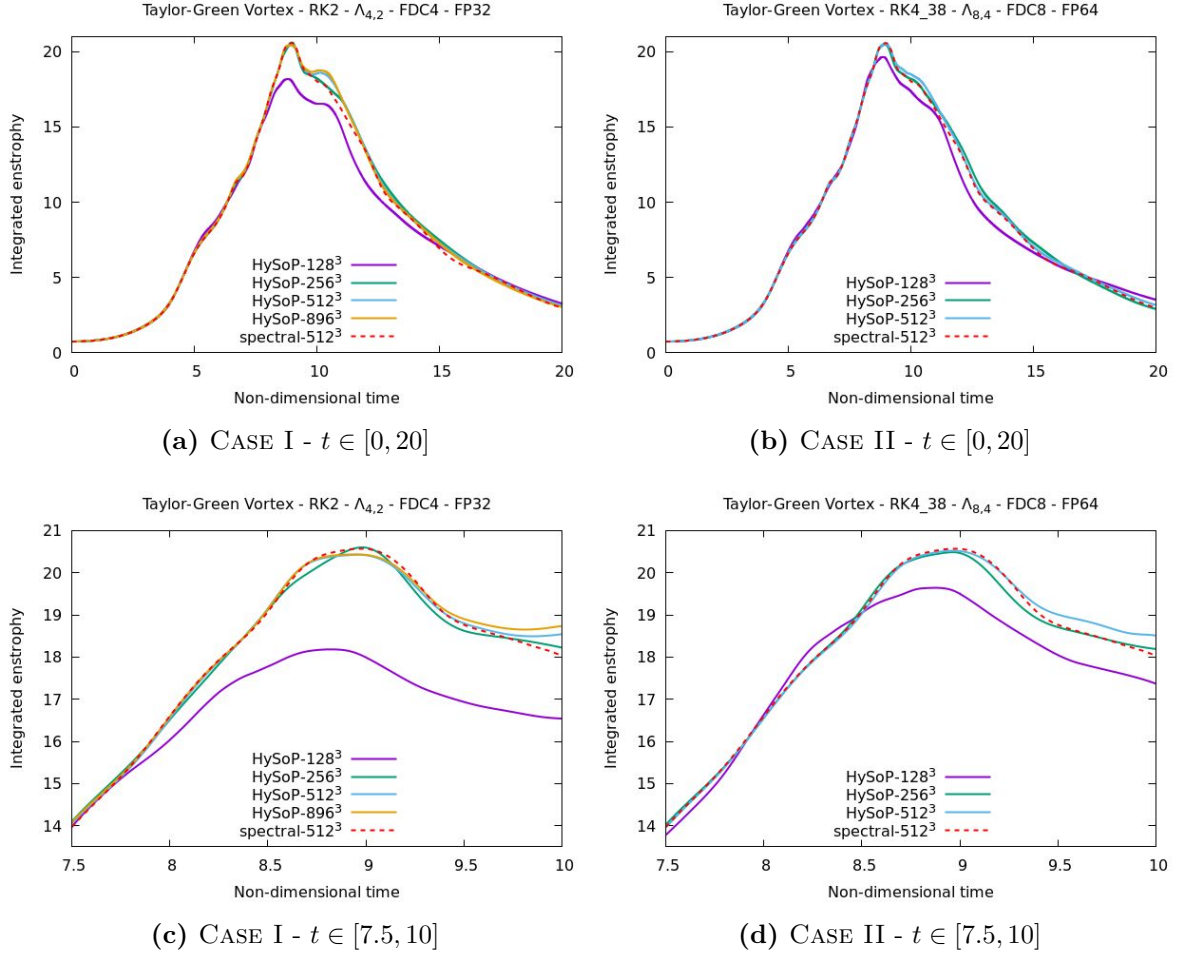 Taylor-Green Vortex - RK2 - Λ4,2 - FDC4 - FP32
Integrated enstrophy
20
15
10
5
0
HySoP-128³
HySoP-256³
HySoP-512³
HySoP-896³
spectral-512³
0 5 10 15 20
Non-dimensional time
(a) CASE I - t ∈ [0, 20]
Taylor-Green Vortex - RK4_38 - Λ8,4 - FDC8 - FP64
Integrated enstrophy
20
15
10
5
0
HySoP-128³
HySoP-256³
HySoP-512³
spectral-512³
0 5 10 15 20
Non-dimensional time
(b) CASE II - t ∈ [0, 20]
Taylor-Green Vortex - RK2 - Λ4,2 - FDC4 - FP32
Integrated enstrophy
21
20
19
18
17
16
15
14
HySoP-128³
HySoP-256³
HySoP-512³
HySoP-896³
spectral-512³
7.5 8 8.5 9 9.5 10
Non-dimensional time
(c) CASE I - t ∈ [7.5, 10]
Taylor-Green Vortex - RK4_38 - Λ8,4 - FDC8 - FP64
Integrated enstrophy
21
20
19
18
17
16
15
14
HySoP-128³
HySoP-256³
HySoP-512³
spectral-512³
7.5 8 8.5 9 9.5 10
Non-dimensional time
(d) CASE II - t ∈ [7.5, 10]